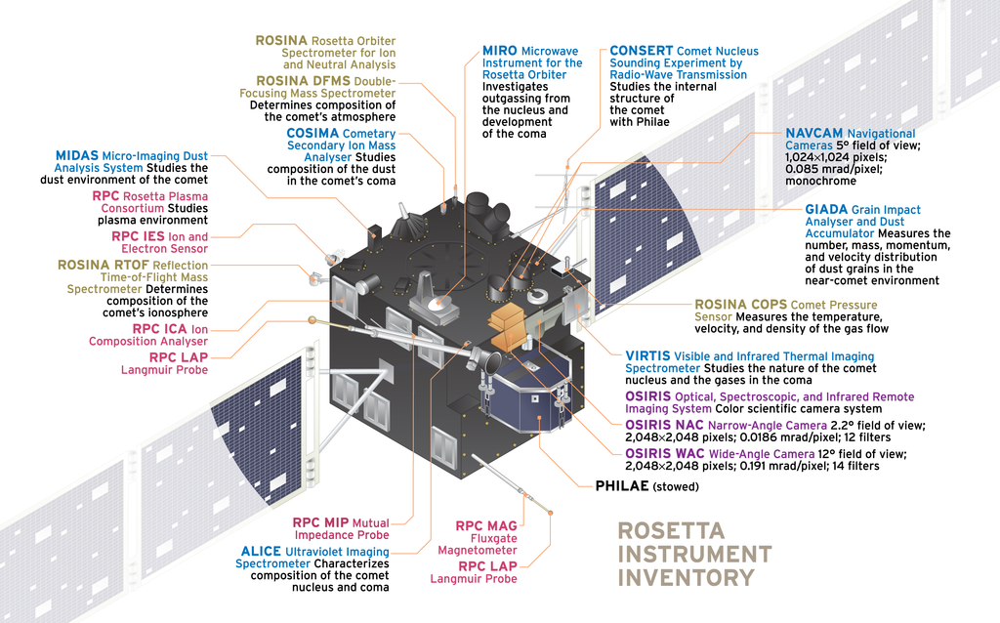 ROSINA Rosetta Orbiter
Spectrometer for Ion
and Neutral Analysis
ROSINA DFMS Double-
Focusing Mass Spectrometer
Determines composition of
the comet's atmosphere
COSIMA Cometary
Secondary Ion Mass
Analyser Studies
composition of the dust
in the comet's coma
MIDAS Micro-Imaging Dust
Analysis System Studies the
dust environment of the comet
RPC Rosetta Plasma
Consortium Studies
plasma environment
RPC IES Ion and
Electron Sensor
ROSINA RTOF Reflection
Time-of-Flight Mass
Spectrometer Determines
composition of the
comet's ionosphere
RPC ICA Ion
Composition Analyser
RPC LAP
Langmuir Probe
MIRO Microwave
Instrument for the
Rosetta Orbiter
Investigates
outgassing from
the nucleus and
development
of the coma
CONSERT Comet Nucleus
Sounding Experiment by
Radio-Wave Transmission
Studies the internal
structure of
the comet
with Philae
NAVCAM Navigational
Cameras 5° field of view;
1,024×1,024 pixels;
0.085 mrad/pixel;
monochrome
GIADA Grain Impact
Analyser and Dust
Accumulator Measures the
number, mass, momentum,
and velocity distribution
of dust grains in the
near-comet environment
ROSINA COPS Comet Pressure
Sensor Measures the temperature,
velocity, and density of the gas flow
VIRTIS Visible and Infrared Thermal Imaging
Spectrometer Studies the nature of the comet
nucleus and the gases in the coma
OSIRIS Optical, Spectroscopic, and Infrared Remote
Imaging System Color scientific camera system
OSIRIS NAC Narrow-Angle Camera 2.2° field of view;
2,048×2,048 pixels; 0.0186 mrad/pixel; 12 filters
OSIRIS WAC Wide-Angle Camera 12° field of view;
2,048×2,048 pixels; 0.191 mrad/pixel; 14 filters
PHILAE (stowed)
RPC MIP Mutual
Impedance Probe
ALICE Ultraviolet Imaging
Spectrometer Characterizes
composition of the comet
nucleus and coma
RPC MAG
Fluxgate
Magnetometer
RPC LAP
Langmuir Probe
ROSETTA
INSTRUMENT
INVENTORY